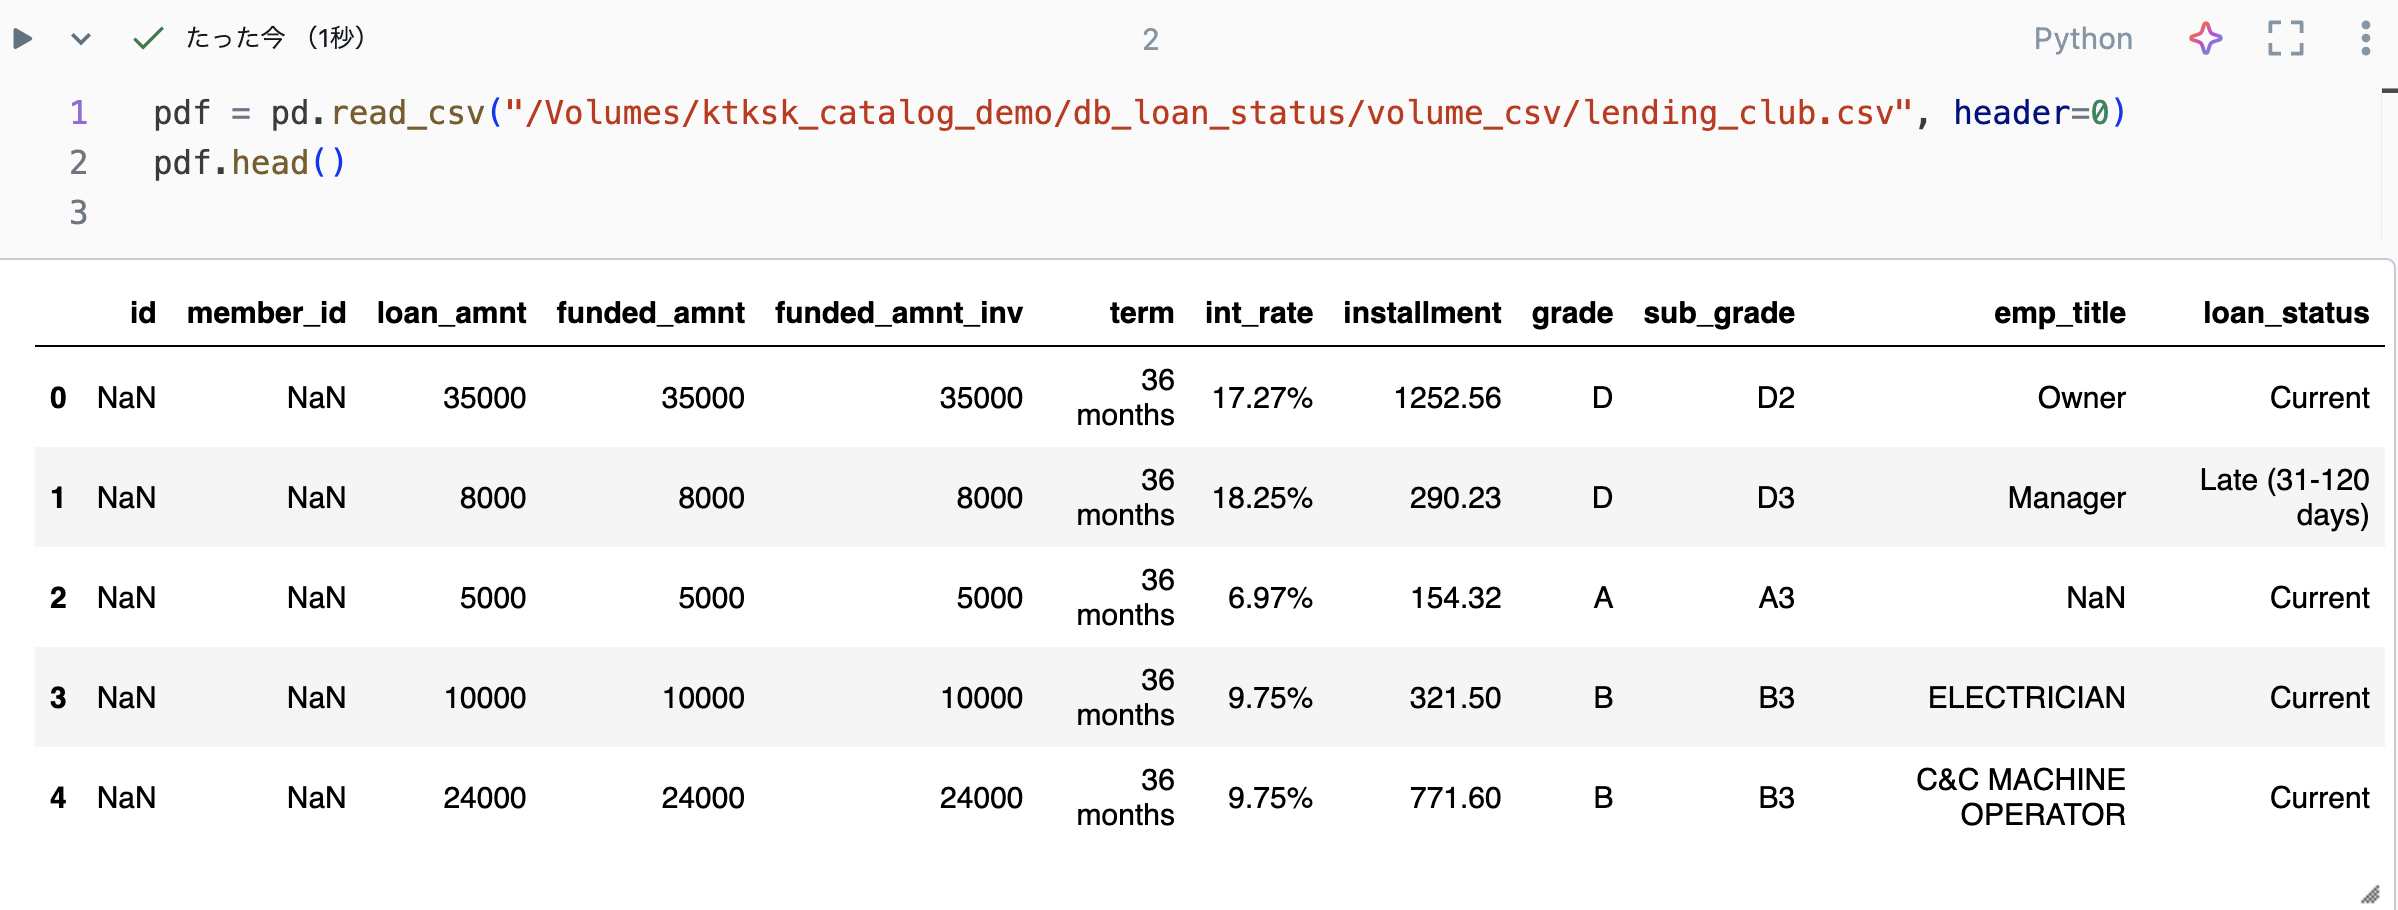 たった今 (1秒)
2
Python
1 pdf = pd.read_csv("/Volumes/ktksk_catalog_demo/db_loan_status/volume_csv/lending_club.csv", header=0)
2 pdf.head()
3
id member_id loan_amnt funded_amnt funded_amnt_inv term int_rate installment grade sub_grade emp_title loan_status
0 NaN NaN 35000 35000 35000 36 months 17.27% 1252.56 D D2 Owner Current
1 NaN NaN 8000 8000 8000 36 months 18.25% 290.23 D D3 Manager Late (31-120 days)
2 NaN NaN 5000 5000 5000 36 months 6.97% 154.32 A A3 NaN Current
3 NaN NaN 10000 10000 10000 36 months 9.75% 321.50 B B3 ELECTRICIAN Current
4 NaN NaN 24000 24000 24000 36 months 9.75% 771.60 B B3 C&C MACHINE OPERATOR Current